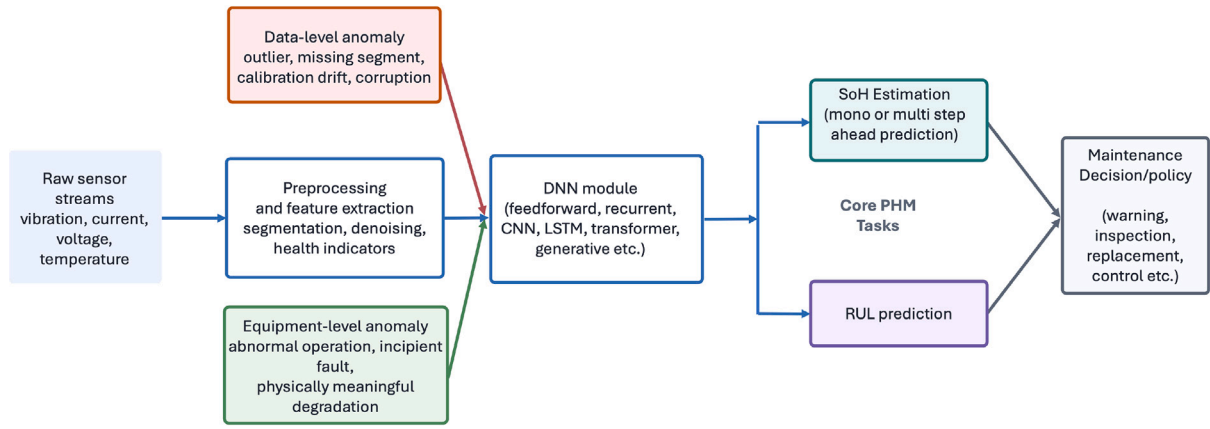 Data-level anomaly
outlier, missing segment,
calibration drift, corruption
Raw sensor
streams
vibration, current,
voltage,
temperature
Preprocessing
and feature extraction
segmentation, denoising,
health indicators
Equipment-level anomaly
abnormal operation, incipient
fault,
physically meaningful
degradation
DNN module
(feedforward, recurrent,
CNN, LSTM, transformer,
generative etc.)
SoH Estimation
(mono or multi step
ahead prediction)
Core PHM
Tasks
RUL prediction
Maintenance
Decision/policy
(warning,
inspection,
replacement,
control etc.)